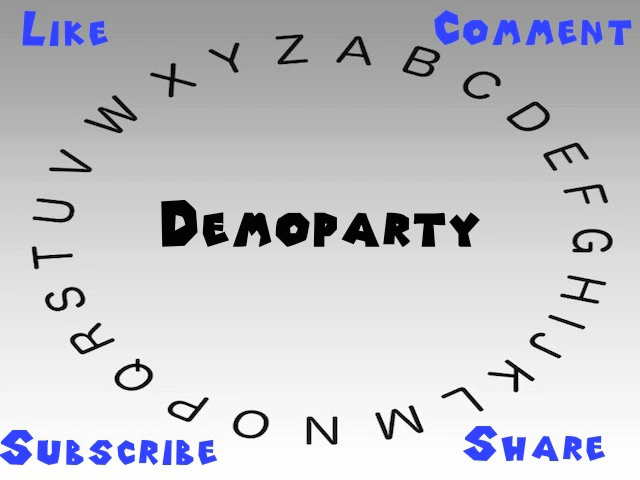 Like
Comment
A B C D E F G H I J K L M N O P Q R S T U V W X Y Z
Demoparty
Subscribe
Share